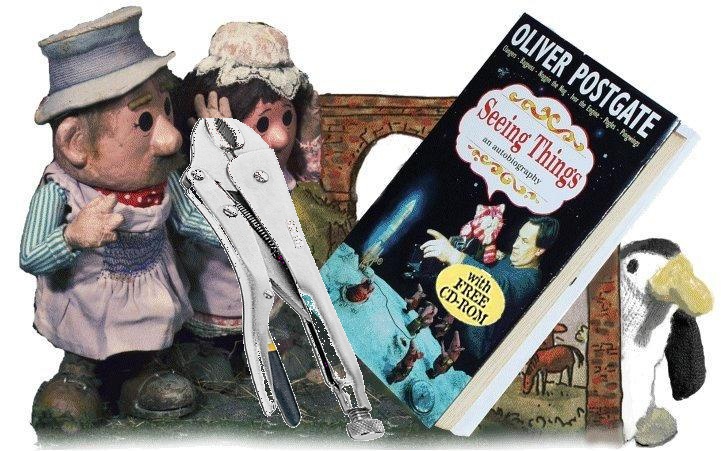 OLIVER POSTGATE
Clangers · Bagpuss · Noggin the Nog · Ivor the Engine · Pogles · Pingwings
Seeing Things
an autobiography
with
FREE
CD-ROM